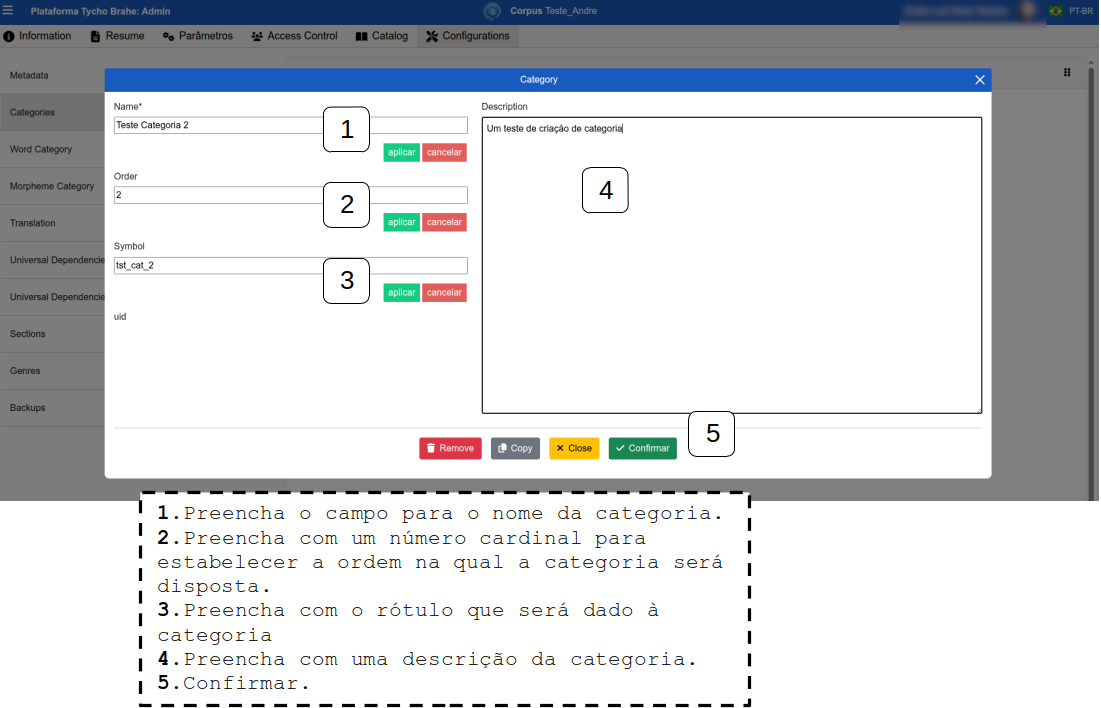 Plataforma Tycho Brahe: Admin
Corpus Teste_Andre
PT-BR
Information Resume Parâmetros Access Control Catalog Configurations
Metadata
Categories
Word Category
Morpheme Category
Translation
Universal Dependencie
Universal Dependencie
Sections
Genres
Backups
Category
Name*
Teste Categoria 2
1
aplicar cancelar
Order
2
2
aplicar cancelar
Symbol
tst_cat_2
3
aplicar cancelar
uid
Description
Um teste de criação de categoria
4
Remove Copy Close Confirmar
5
1.Preencha o campo para o nome da categoria.
2.Preencha com um número cardinal para
estabelecer a ordem na qual a categoria será
disposta.
3.Preencha com o rótulo que será dado à
categoria
4.Preencha com uma descrição da categoria.
5.Confirmar.